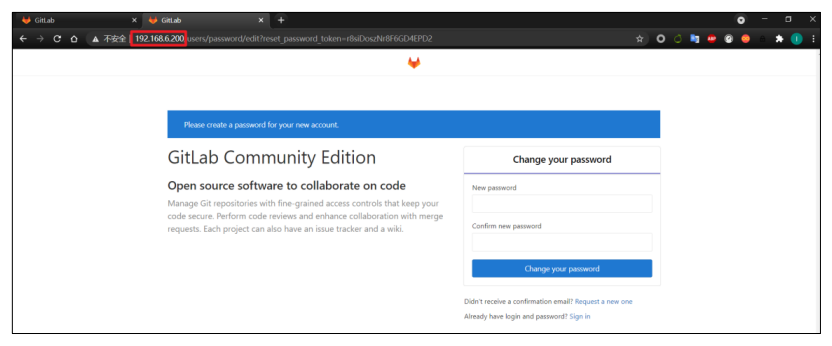 GitLab
GitLab
不安全 192.168.6.200/users/password/edit?reset_password_token=r8siDoszNr8F6GD4EPD2
Please create a password for your new account.
GitLab Community Edition
Open source software to collaborate on code
Manage Git repositories with fine-grained access controls that keep your
code secure. Perform code reviews and enhance collaboration with merge
requests. Each project can also have an issue tracker and a wiki.
Change your password
New password
Confirm new password
Change your password
Didn't receive a confirmation email? Request a new one
Already have login and password? Sign in